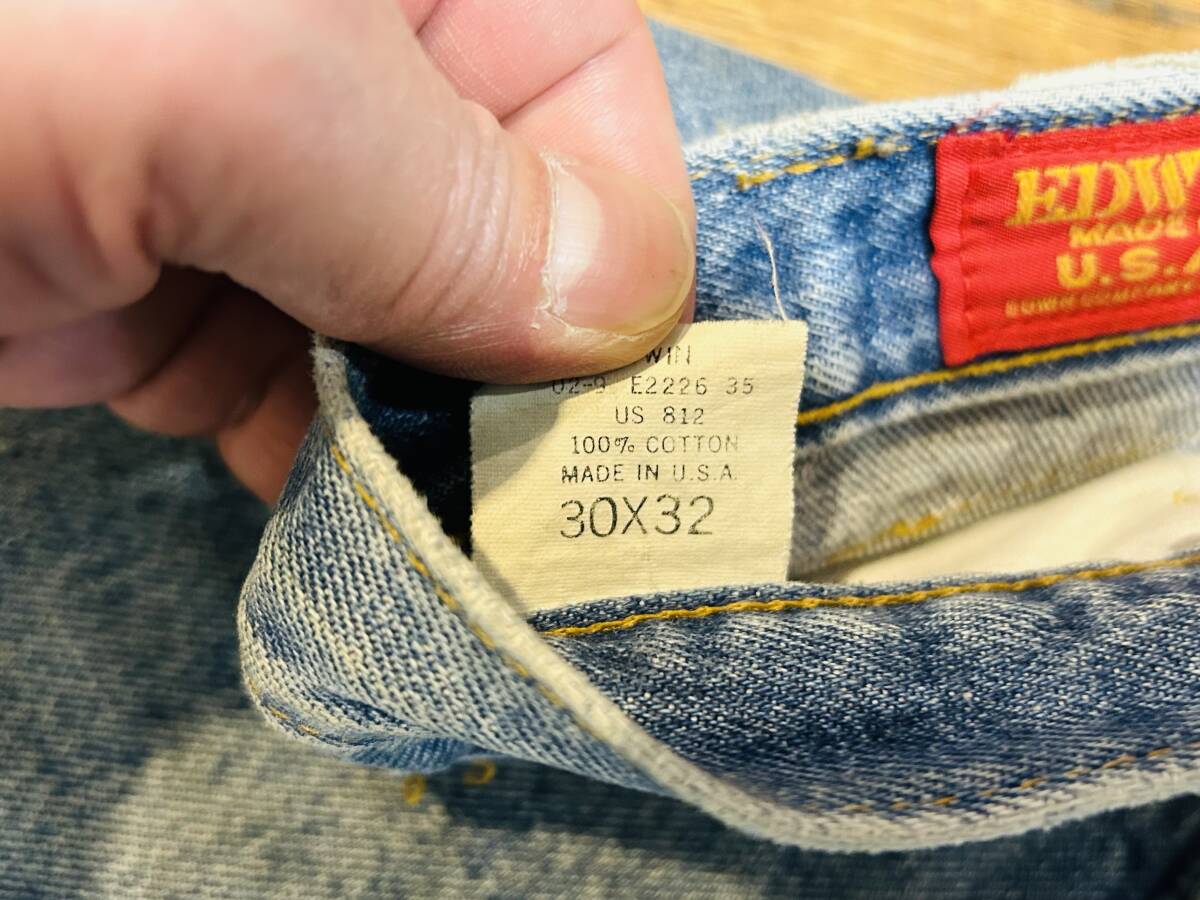 WIN
02-9 E2226 35
US 812
100% COTTON
MADE IN U.S.A.
30X32
EDW
MADE
U.S.A